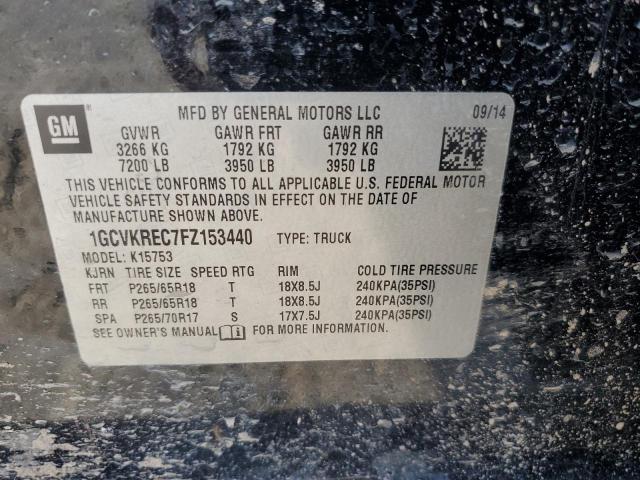 GM
MFD BY GENERAL MOTORS LLC 09/14
GVWR GAWR FRT GAWR RR
3266 KG 1792 KG 1792 KG
7200 LB 3950 LB 3950 LB
THIS VEHICLE CONFORMS TO ALL APPLICABLE U.S. FEDERAL MOTOR
VEHICLE SAFETY STANDARDS IN EFFECT ON THE DATE OF
MANUFACTURE SHOWN ABOVE.
1GCVKREC7FZ153440 TYPE: TRUCK
MODEL: K15753
KJRN TIRE SIZE SPEED RTG RIM COLD TIRE PRESSURE
FRT P265/65R18 T 18X8.5J 240KPA(35PSI)
RR P265/65R18 T 18X8.5J 240KPA(35PSI)
SPA P265/70R17 S 17X7.5J 240KPA(35PSI)
SEE OWNER'S MANUAL FOR ADDITIONAL INFORMATION.